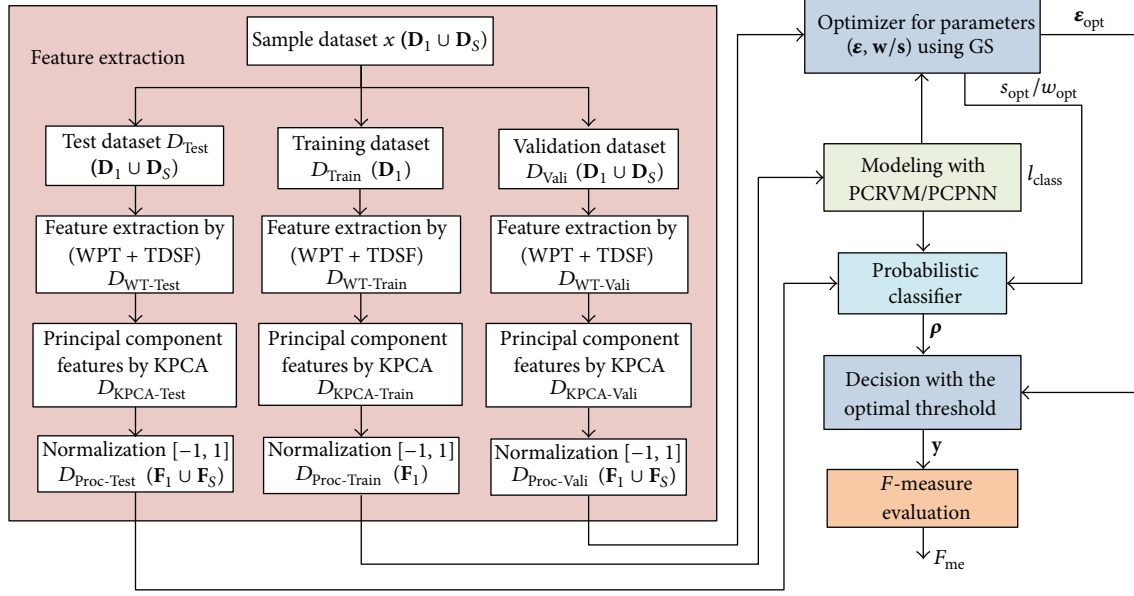 Feature extraction
Sample dataset x (D1 ∪ DS)
Test dataset DTest
(D1 ∪ DS)
Training dataset
DTrain (D1)
Validation dataset
DVali (D1 ∪ DS)
Feature extraction by
(WPT + TDSF)
DWT-Test
Feature extraction by
(WPT + TDSF)
DWT-Train
Feature extraction by
(WPT + TDSF)
DWT-Vali
Principal component
features by KPCA
DKPCA-Test
Principal component
features by KPCA
DKPCA-Train
Principal component
features by KPCA
DKPCA-Vali
Normalization [−1, 1]
DProc-Test (F1 ∪ FS)
Normalization [−1, 1]
DProc-Train (F1)
Normalization [−1, 1]
DProc-Vali (F1 ∪ FS)
Optimizer for parameters
(ε, w/s) using GS
εopt
sopt/wopt
Modeling with
PCRVM/PCPNN
lclass
Probabilistic
classifier
ρ
Decision with the
optimal threshold
y
F-measure
evaluation
Fme